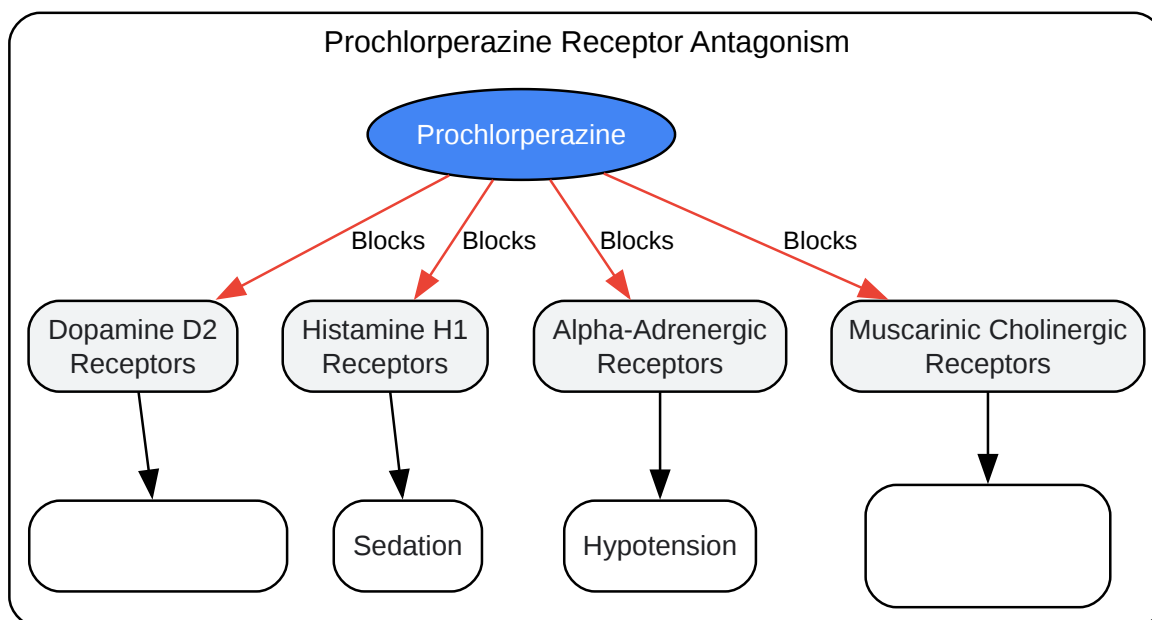 Prochlorperazine Receptor Antagonism
Prochlorperazine
Blocks
Blocks
Blocks
Blocks
Dopamine D2
Receptors
Histamine H1
Receptors
Alpha-Adrenergic
Receptors
Muscarinic Cholinergic
Receptors
Sedation
Hypotension